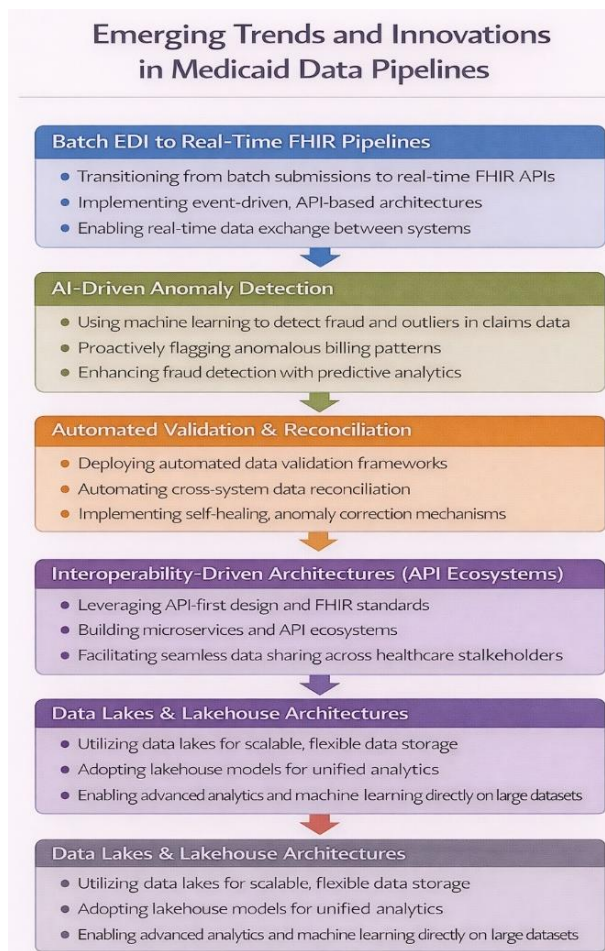 Emerging Trends and Innovations
in Medicaid Data Pipelines
Batch EDI to Real-Time FHIR Pipelines
• Transitioning from batch submissions to real-time FHIR APIs
• Implementing event-driven, API-based architectures
• Enabling real-time data exchange between systems
AI-Driven Anomaly Detection
• Using machine learning to detect fraud and outliers in claims data
• Proactively flagging anomalous billing patterns
• Enhancing fraud detection with predictive analytics
Automated Validation & Reconciliation
• Deploying automated data validation frameworks
• Automating cross-system data reconciliation
• Implementing self-healing, anomaly correction mechanisms
Interoperability-Driven Architectures (API Ecosystems)
• Leveraging API-first design and FHIR standards
• Building microservices and API ecosystems
• Facilitating seamless data sharing across healthcare stalkeholders
Data Lakes & Lakehouse Architectures
• Utilizing data lakes for scalable, flexible data storage
• Adopting lakehouse models for unified analytics
• Enabling advanced analytics and machine learning directly on large datasets
Data Lakes & Lakehouse Architectures
• Utilizing data lakes for scalable, flexible data storage
• Adopting lakehouse models for unified analytics
• Enabling advanced analytics and machine learning directly on large datasets